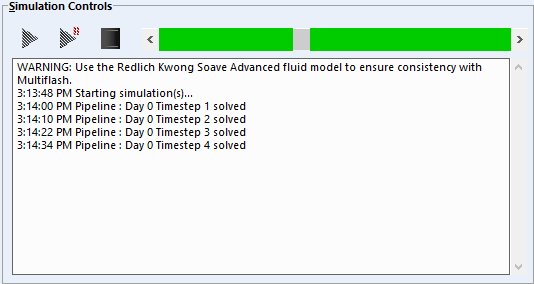 Simulation Controls
WARNING: Use the Redlich Kwong Soave Advanced fluid model to ensure consistency with
Multiflash.
3:13:48 PM Starting simulation(s)...
3:14:00 PM Pipeline : Day 0 Timestep 1 solved
3:14:10 PM Pipeline : Day 0 Timestep 2 solved
3:14:22 PM Pipeline : Day 0 Timestep 3 solved
3:14:34 PM Pipeline : Day 0 Timestep 4 solved